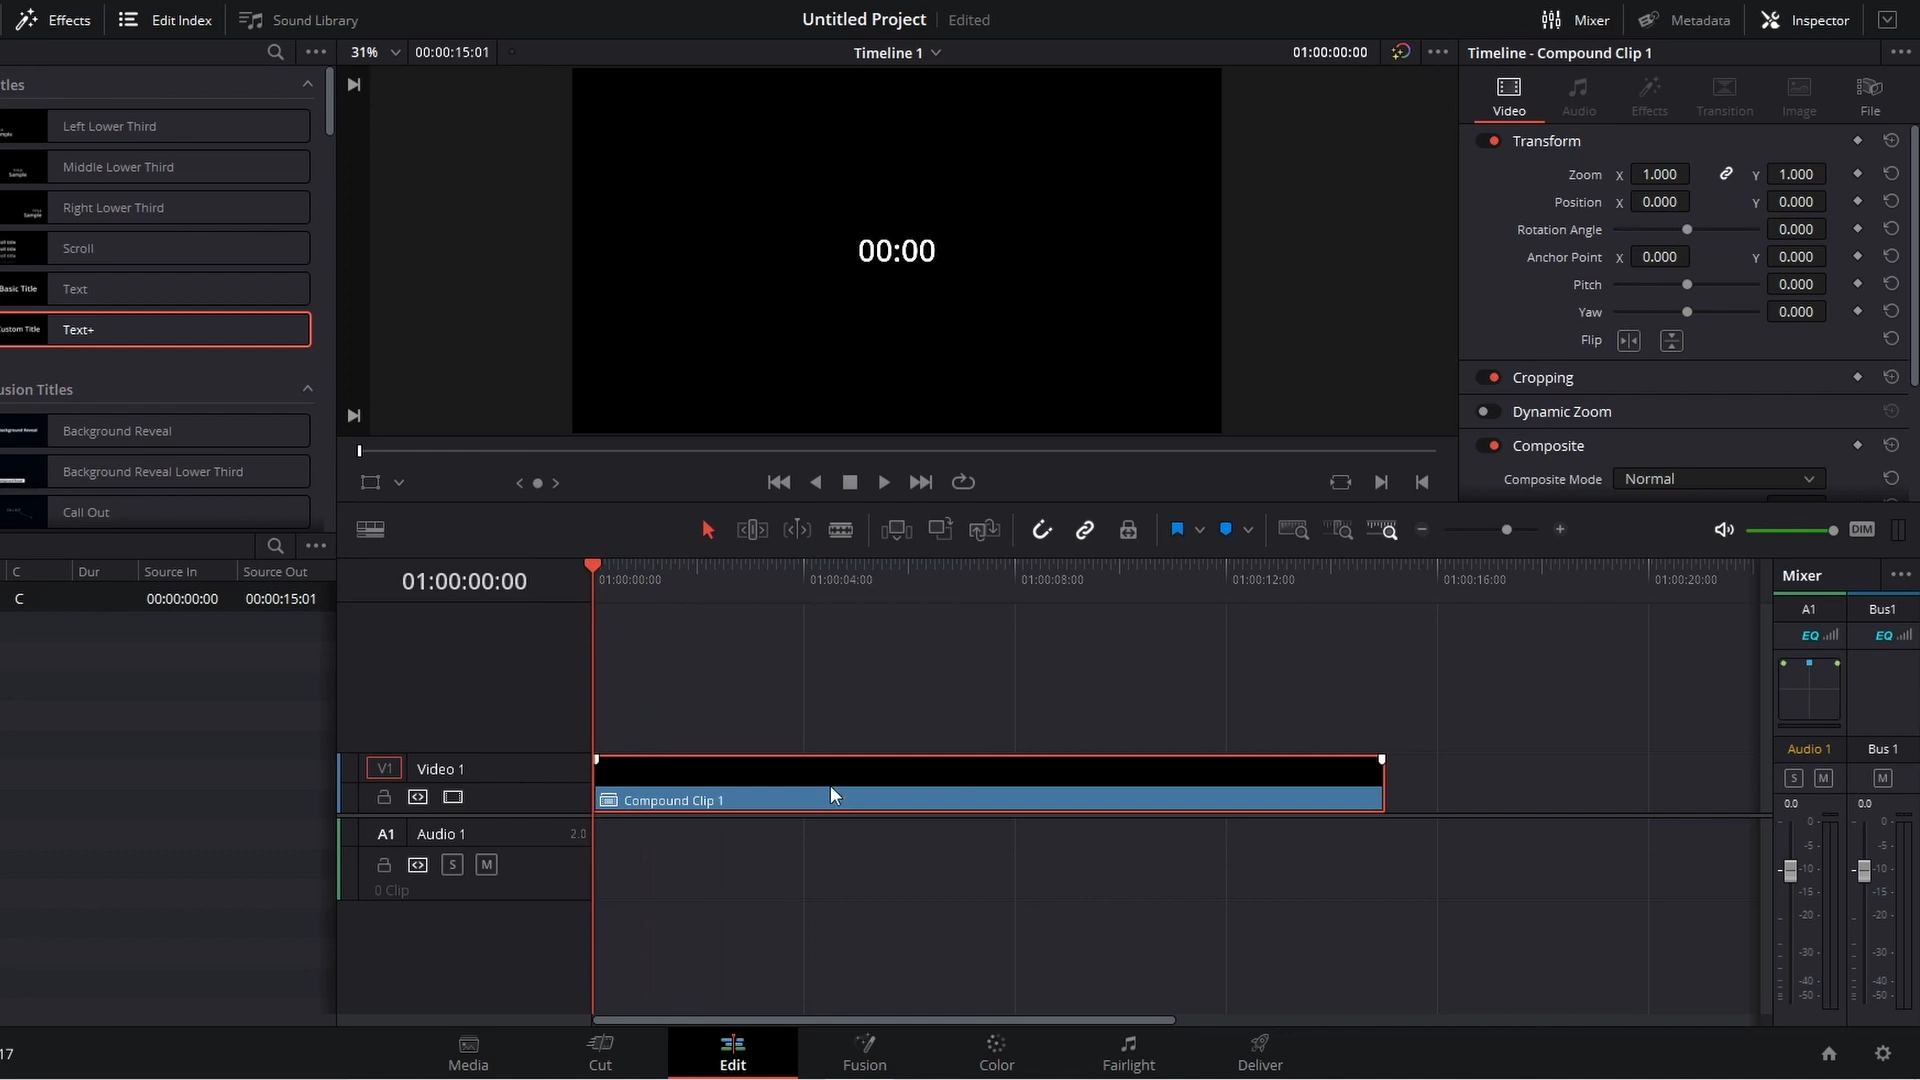 Effects
Edit Index
Sound Library
Untitled Project
Edited
Mixer
Metadata
Inspector
31%
00:00:15:01
Timeline 1
01:00:00:00
Timeline - Compound Clip 1
tles
Left Lower Third
Middle Lower Third
Right Lower Third
Scroll
Basic Title
Text
ustom Title
Text+
usion Titles
Background Reveal
Background Reveal Lower Third
Call Out
00:00
Video
Audio
Effects
Transition
Image
File
Transform
Zoom X 1.000 Y 1.000
Position X 0.000 Y 0.000
Rotation Angle 0.000
Anchor Point X 0.000 Y 0.000
Pitch 0.000
Yaw 0.000
Flip
Cropping
Dynamic Zoom
Composite
Composite Mode Normal
DIM
C Dur Source In Source Out
C 00:00:00:00 00:00:15:01
01:00:00:00
01:00:00:00 01:00:04:00 01:00:08:00 01:00:12:00 01:00:16:00 01:00:20:00
V1 Video 1
Compound Clip 1
A1 Audio 1 2.0
S M
0 Clip
Mixer
A1 Bus1
EQ EQ
Audio 1 Bus 1
S M M
0.0 0.0
0 0
-5 -5
-10 -10
-15 -15
-20 -20
-30 -30
-40 -40
-50 -50
17
Media
Cut
Edit
Fusion
Color
Fairlight
Deliver